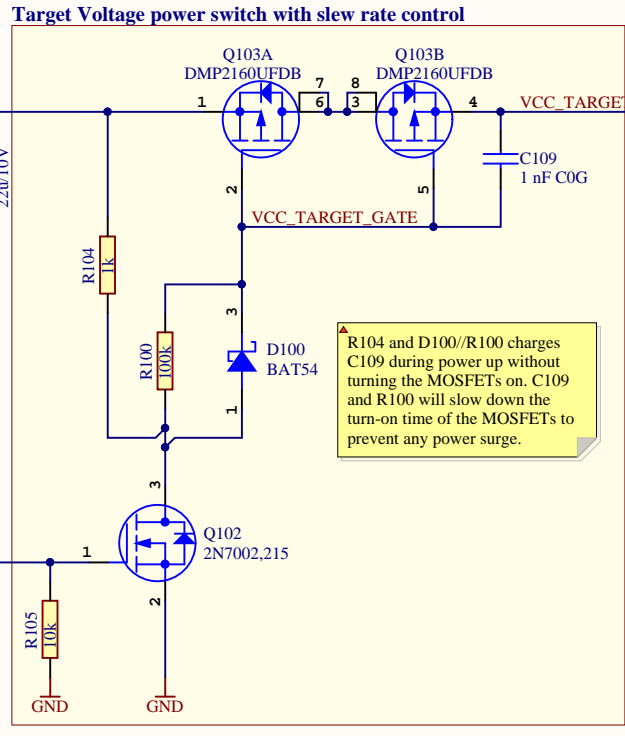 Target Voltage power switch with slew rate control
Q103A
DMP2160UFDB
Q103B
DMP2160UFDB
1
7
6
8
3
4
VCC_TARGET
22u/10V
C109
1 nF C0G
2
5
VCC_TARGET_GATE
R104
1k
3
R100
100k
D100
BAT54
1
R104 and D100//R100 charges
C109 during power up without
turning the MOSFETs on. C109
and R100 will slow down the
turn-on time of the MOSFETs to
prevent any power surge.
3
Q102
2N7002,215
1
2
R105
10k
GND
GND